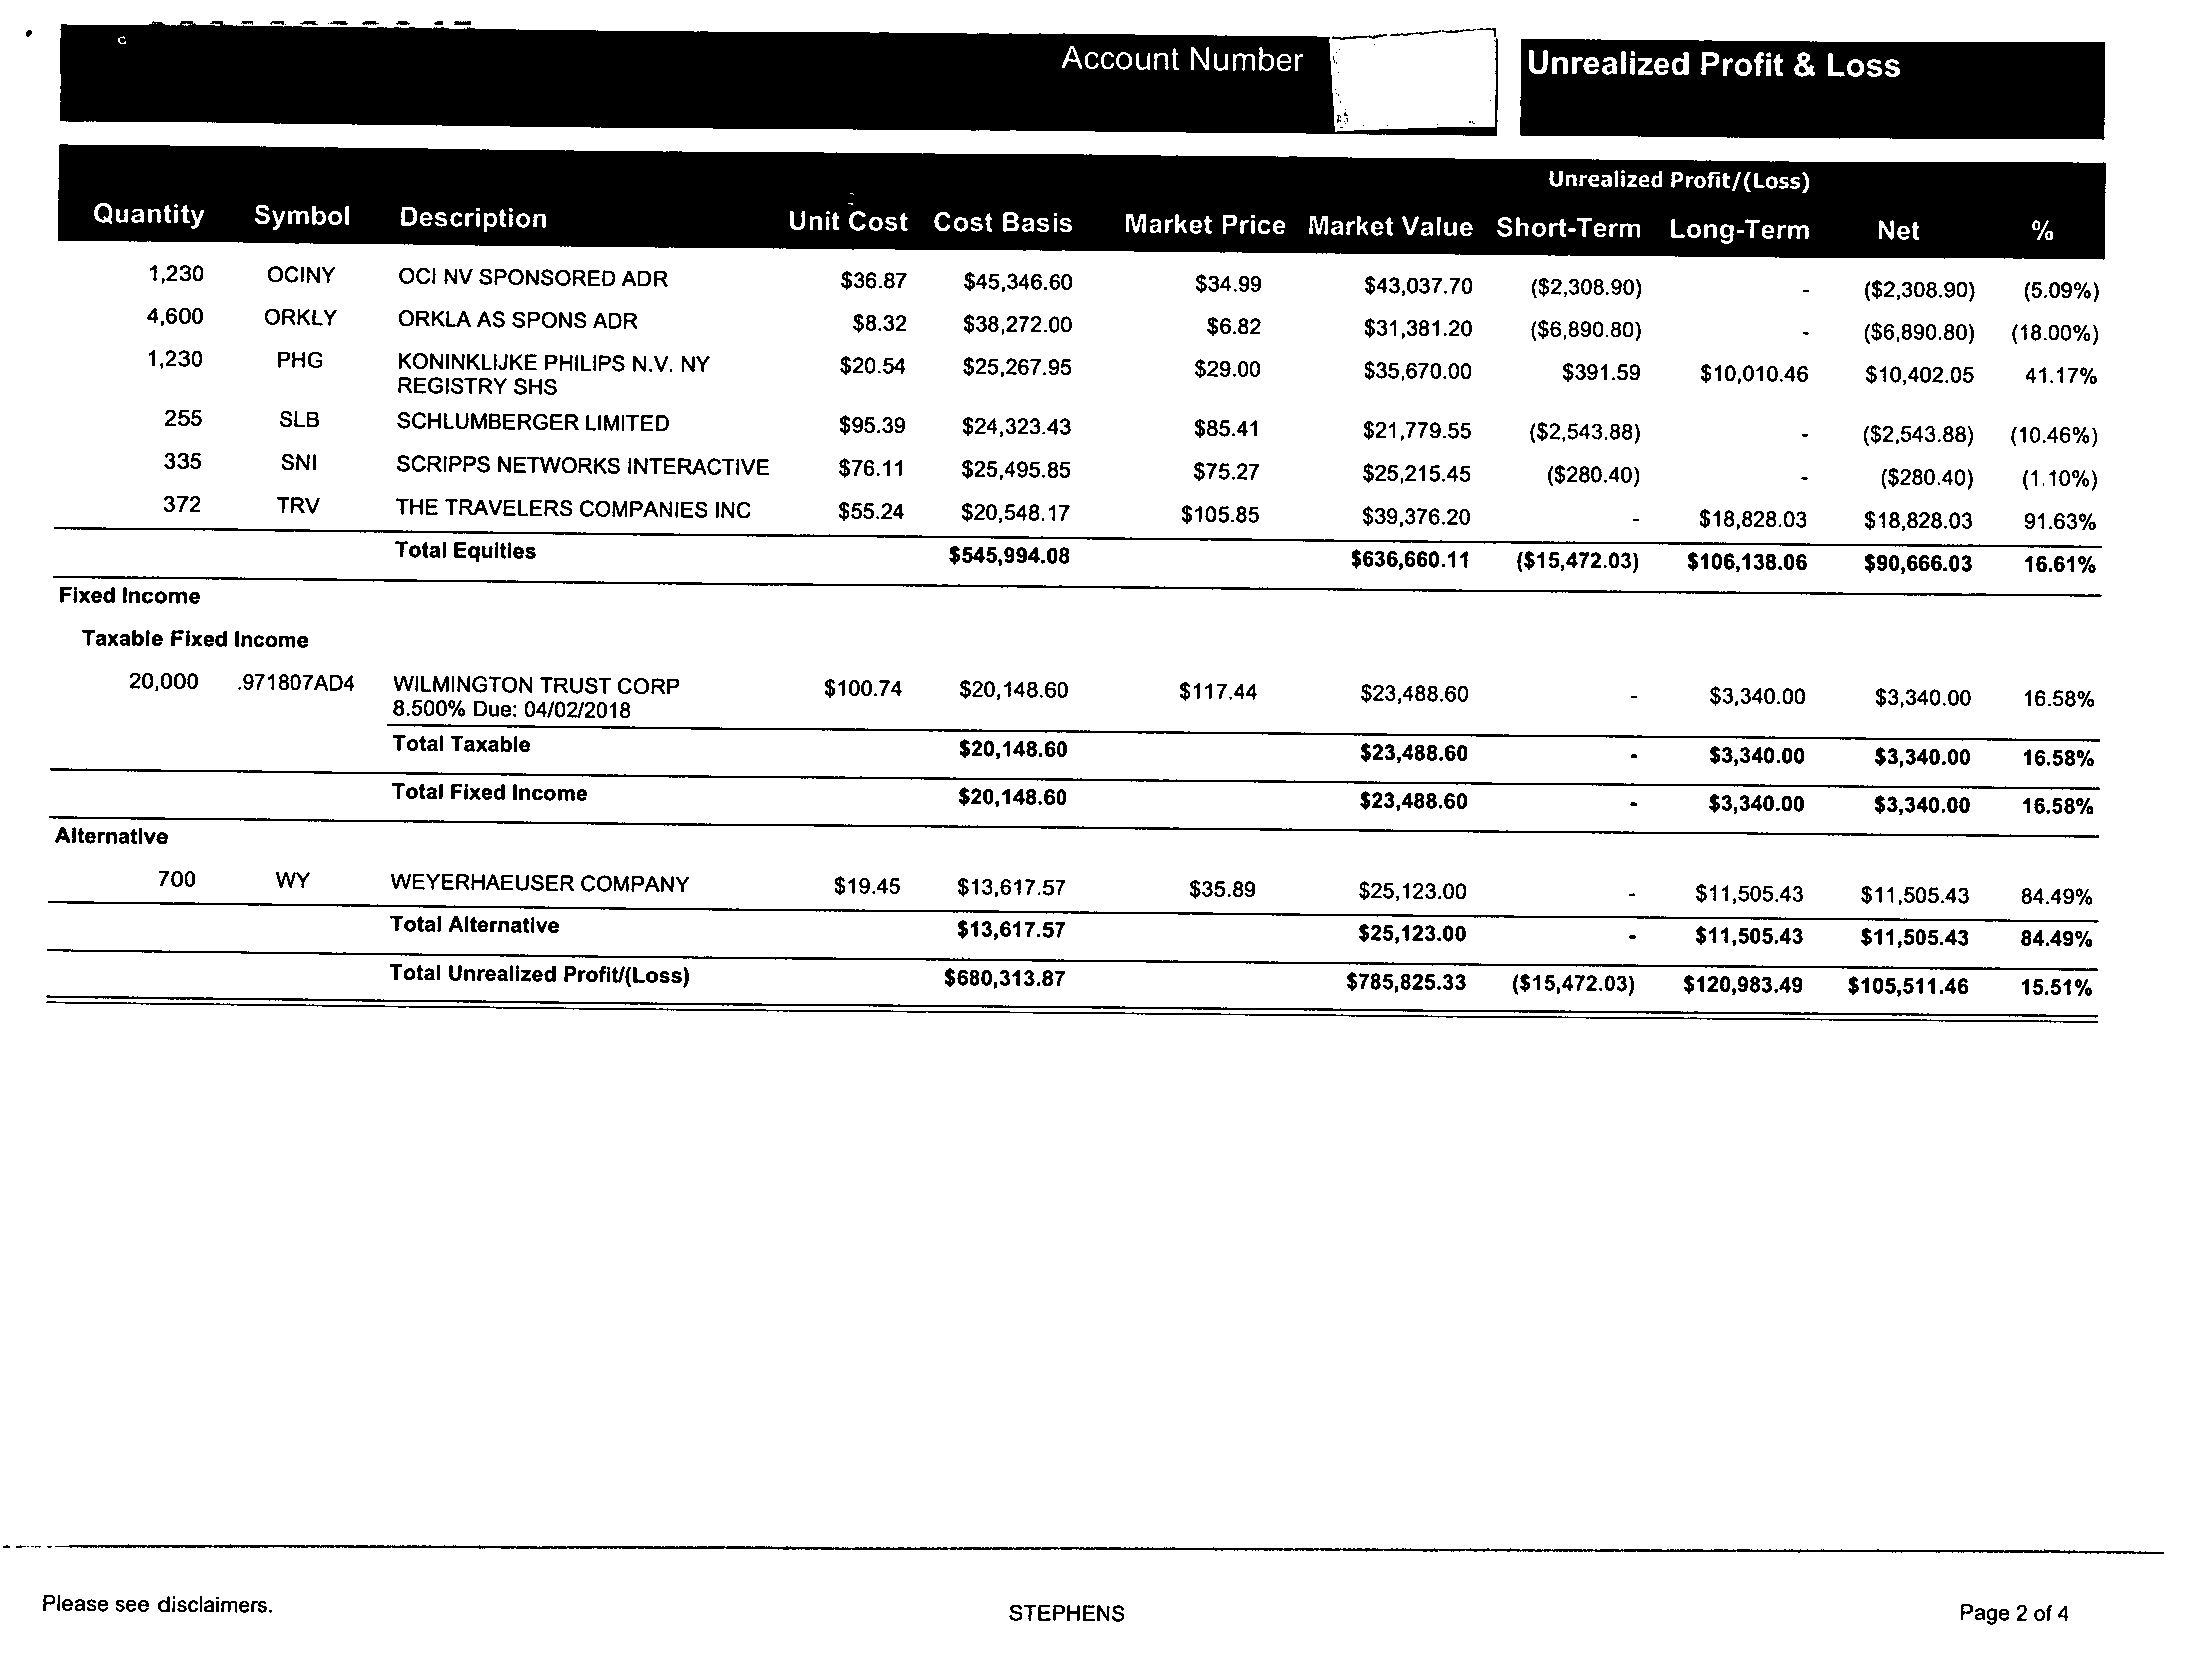 Account Number
Unrealized Profit & Loss
Unrealized Profit/(Loss)
Quantity Symbol Description Unit Cost Cost Basis Market Price Market Value Short-Term Long-Term Net %
1,230 OCINY OCI NV SPONSORED ADR $36.87 $45,346.60 $34.99 $43,037.70 ($2,308.90) - ($2,308.90) (5.09%)
4,600 ORKLY ORKLA AS SPONS ADR $8.32 $38,272.00 $6.82 $31,381.20 ($6,890.80) - ($6,890.80) (18.00%)
1,230 PHG KONINKLIJKE PHILIPS N.V. NY $20.54 $25,267.95 $29.00 $35,670.00 $391.59 $10,010.46 $10,402.05 41.17%
REGISTRY SHS
255 SLB SCHLUMBERGER LIMITED $95.39 $24,323.43 $85.41 $21,779.55 ($2,543.88) - ($2,543.88) (10.46%)
335 SNI SCRIPPS NETWORKS INTERACTIVE $76.11 $25,495.85 $75.27 $25,215.45 ($280.40) - ($280.40) (1.10%)
372 TRV THE TRAVELERS COMPANIES INC $55.24 $20,548.17 $105.85 $39,376.20 - $18,828.03 $18,828.03 91.63%
Total Equities $545,994.08 $636,660.11 ($15,472.03) $106,138.06 $90,666.03 16.61%
Fixed Income
Taxable Fixed Income
20,000 .971807AD4 WILMINGTON TRUST CORP $100.74 $20,148.60 $117.44 $23,488.60 - $3,340.00 $3,340.00 16.58%
8.500% Due: 04/02/2018
Total Taxable $20,148.60 $23,488.60 - $3,340.00 $3,340.00 16.58%
Total Fixed Income $20,148.60 $23,488.60 - $3,340.00 $3,340.00 16.58%
Alternative
700 WY WEYERHAEUSER COMPANY $19.45 $13,617.57 $35.89 $25,123.00 - $11,505.43 $11,505.43 84.49%
Total Alternative $13,617.57 $25,123.00 - $11,505.43 $11,505.43 84.49%
Total Unrealized Profit/(Loss) $680,313.87 $785,825.33 ($15,472.03) $120,983.49 $105,511.46 15.51%
Please see disclaimers.
STEPHENS
Page 2 of 4